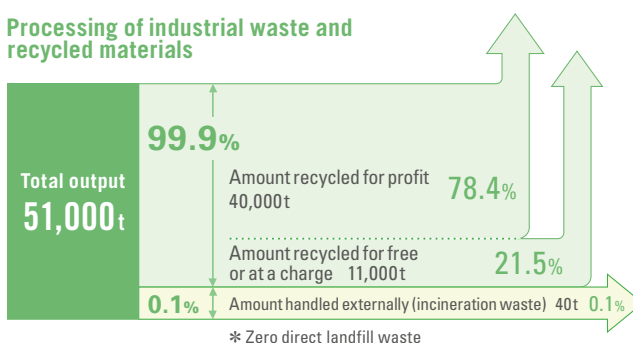 Processing of industrial waste and
recycled materials
99.9%
Total output
51,000t
Amount recycled for profit
40,000t
78.4%
Amount recycled for free
or at a charge 11,000t
21.5%
0.1%
Amount handled externally (incineration waste) 40t 0.1%
* Zero direct landfill waste